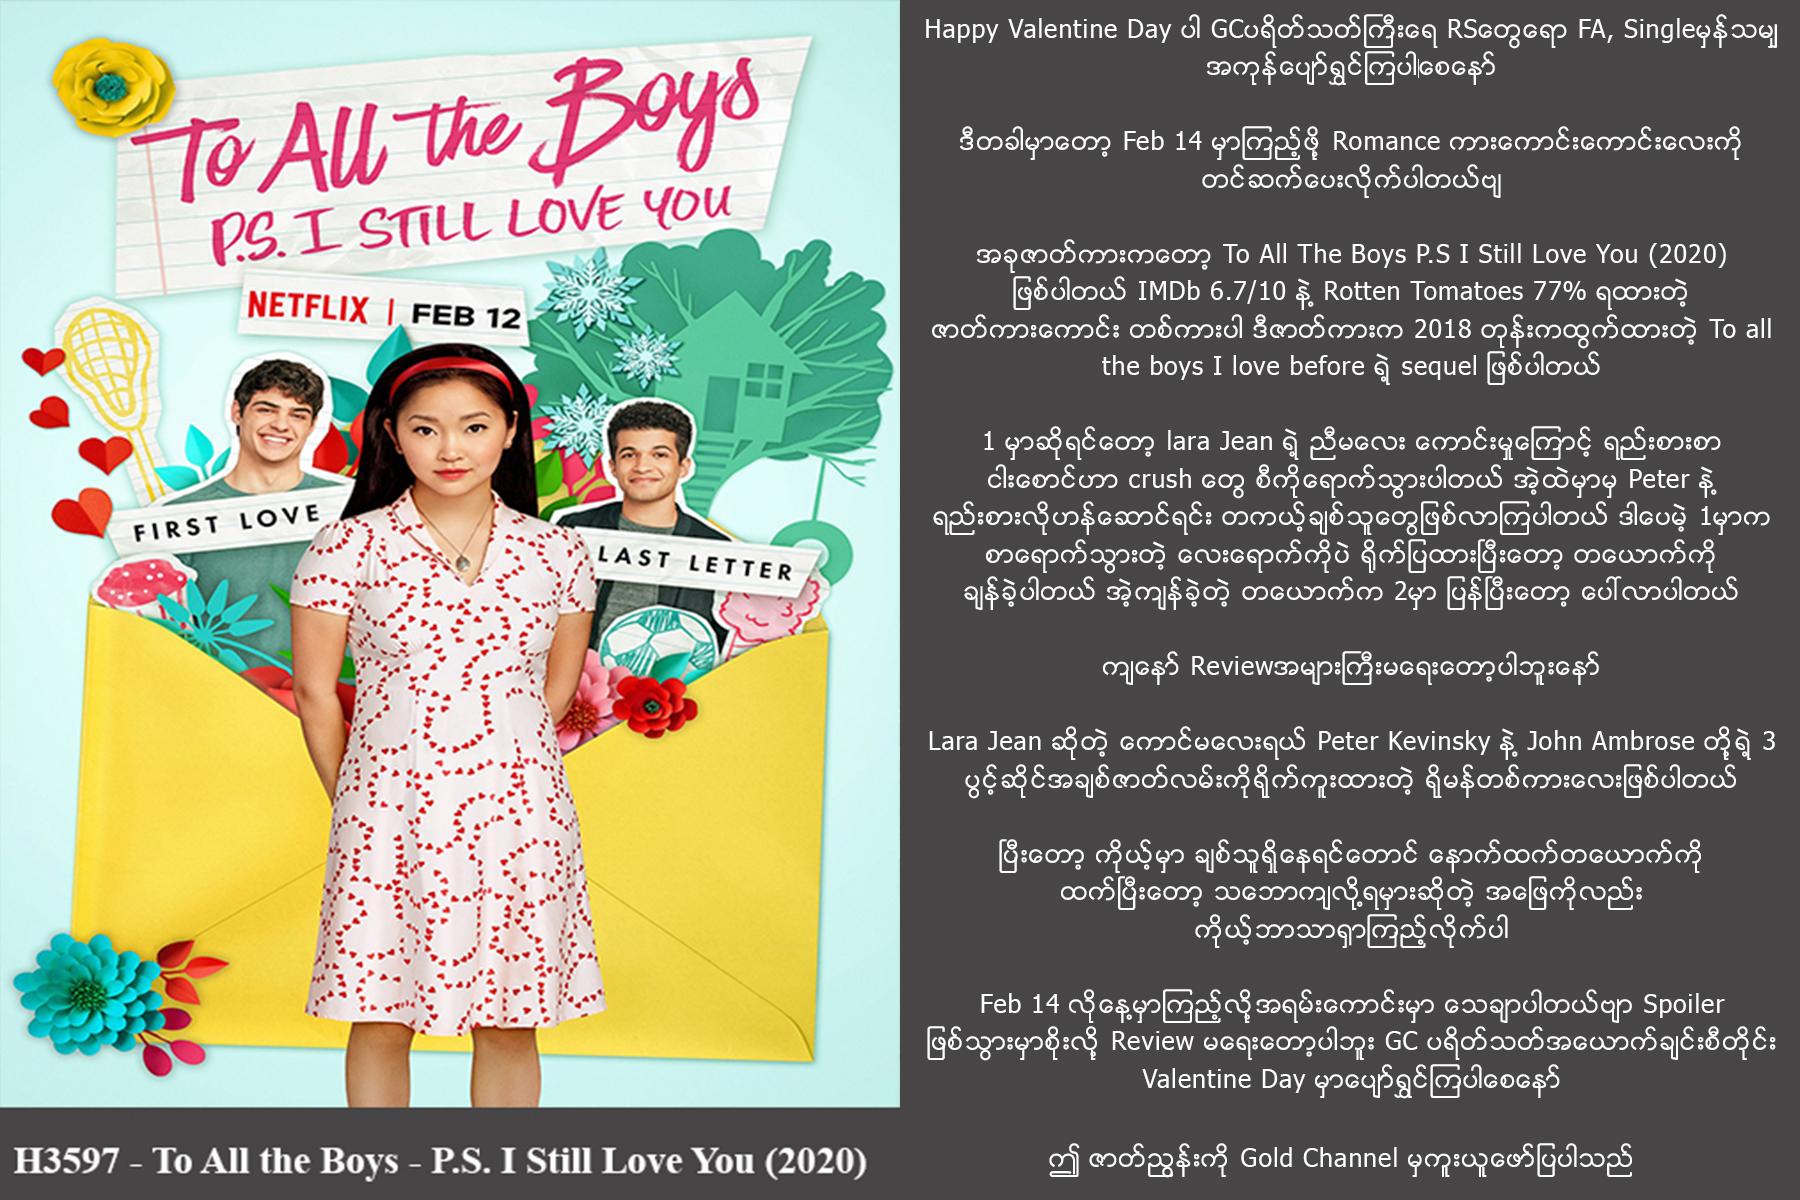 To All the Boys
P.S. I STILL LOVE YOU
NETFLIX | FEB 12
FIRST LOVE
LAST LETTER
H3597 - To All the Boys - P.S. I Still Love You (2020)
Happy Valentine Day ပါ GCပရိတ်သတ်ကြီးရေ RSတွေရော FA, Singleမှန်သမျှ
အကုန်ပျော်ရွှင်ကြပါစေနော်
ဒီတခါမှာတော့ Feb 14 မှာကြည့်ဖို့ Romance ကားကောင်းကောင်းလေးကို
တင်ဆက်ပေးလိုက်ပါတယ်ဗျ
အခုဇာတ်ကားကတော့ To All The Boys P.S I Still Love You (2020)
ဖြစ်ပါတယ် IMDb 6.7/10 နဲ့ Rotten Tomatoes 77% ရထားတဲ့
ဇာတ်ကားကောင်း တစ်ကားပါ ဒီဇာတ်ကားက 2018 တုန်းကထွက်ထားတဲ့ To all
the boys I love before ရဲ့ sequel ဖြစ်ပါတယ်
1 မှာဆိုရင်တော့ lara Jean ရဲ့ ညီမလေး ကောင်းမှုကြောင့် ရည်းစားစာ
ငါးစောင်ဟာ crush တွေ စီကိုရောက်သွားပါတယ် အဲ့ထဲမှာမှ Peter နဲ့
ရည်းစားလိုဟန်ဆောင်ရင်း တကယ့်ချစ်သူတွေဖြစ်လာကြပါတယ် ဒါပေမဲ့ 1မှာက
စာရောက်သွားတဲ့ လေးရောက်ကိုပဲ ရိုက်ပြထားပြီးတော့ တယောက်ကို
ချန်ခဲ့ပါတယ် အဲ့ကျန်ခဲ့တဲ့ တယောက်က 2မှာ ပြန်ပြီးတော့ ပေါ်လာပါတယ်
ကျနော် Reviewအများကြီးမရေးတော့ပါဘူးနော်
Lara Jean ဆိုတဲ့ ကောင်မလေးရယ် Peter Kevinsky နဲ့ John Ambrose တို့ရဲ့ 3
ပွင့်ဆိုင်အချစ်ဇာတ်လမ်းကိုရိုက်ကူးထားတဲ့ ရိုမန်တစ်ကားလေးဖြစ်ပါတယ်
ပြီးတော့ ကိုယ့်မှာ ချစ်သူရှိနေရင်တောင် နောက်ထက်တယောက်ကို
ထက်ပြီးတော့ သဘောကျလို့ရမှားဆိုတဲ့ အဖြေကိုလည်း
ကိုယ့်ဘာသာရှာကြည့်လိုက်ပါ
Feb 14 လိုနေ့မှာကြည့်လို့အရမ်းကောင်းမှာ သေချာပါတယ်ဗျာ Spoiler
ဖြစ်သွားမှာစိုးလို့ Review မရေးတော့ပါဘူး GC ပရိတ်သတ်အယောက်ချင်းစီတိုင်း
Valentine Day မှာပျော်ရွှင်ကြပါစေနော်
ဤ ဇာတ်ညွှန်းကို Gold Channel မှကူးယူဖော်ပြပါသည်